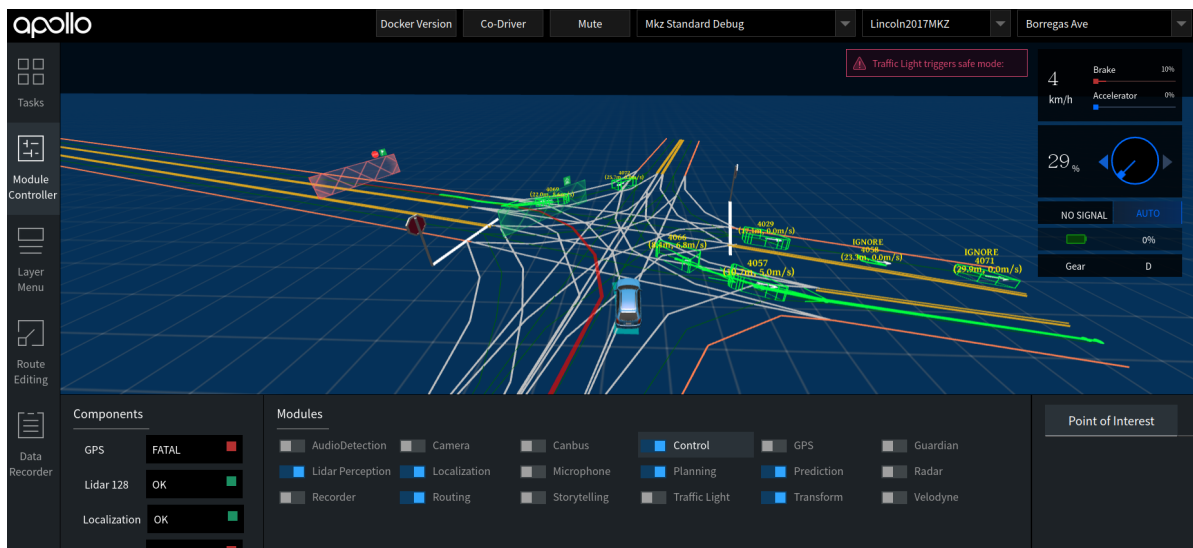 apollo
Docker Version
Co-Driver
Mute
Mkz Standard Debug
Lincoln2017MKZ
Borregas Ave
Tasks
Module
Controller
Layer
Menu
Route
Editing
Data
Recorder
Traffic Light triggers safe mode:
4
km/h
Brake
10%
Accelerator
0%
29 %
NO SIGNAL
AUTO
0%
Gear
D
4069
4029
4066
4057
(10.7m, 5.0m/s)
IGNORE
4058
(23.3m, 0.0m/s)
IGNORE
4071
(29.9m, 0.0m/s)
Components
GPS
FATAL
Lidar 128
OK
Localization
OK
Modules
AudioDetection
Camera
Canbus
Control
GPS
Guardian
Lidar Perception
Localization
Microphone
Planning
Prediction
Radar
Recorder
Routing
Storytelling
Traffic Light
Transform
Velodyne
Point of Interest